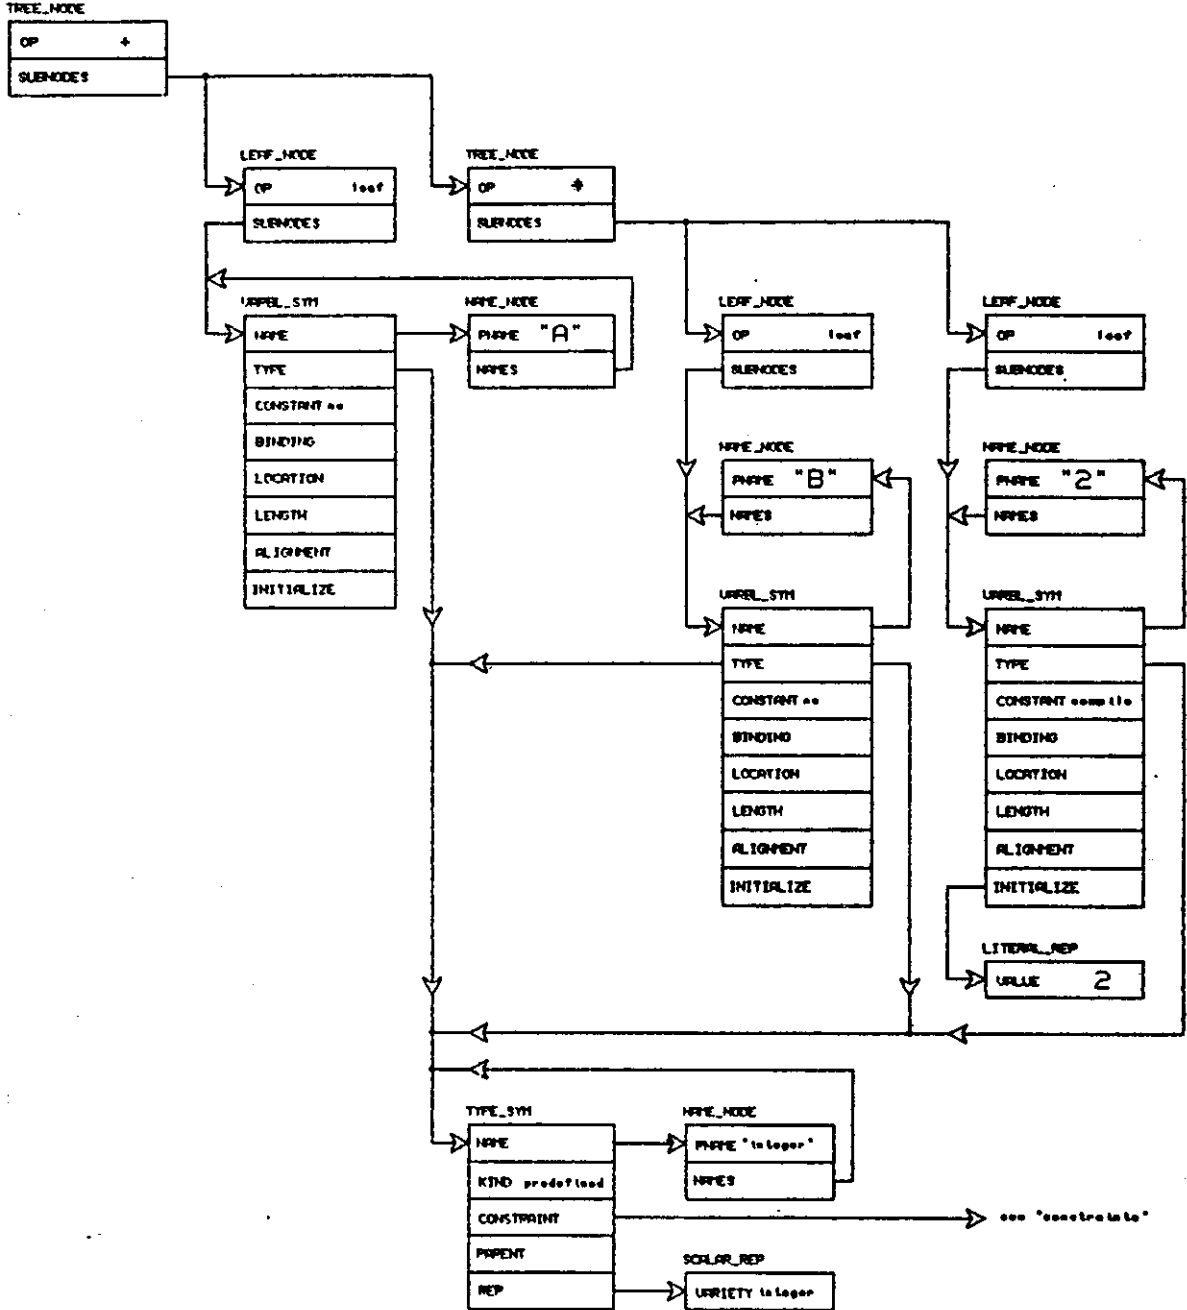 TREE_NODE
OP +
SUBNODES
LEAF_NODE
OP leaf
SUBNODES
TREE_NODE
OP *
SUBNODES
VARBL_SYM
NAME
TYPE
CONSTANT no
BINDING
LOCATION
LENGTH
ALIGNMENT
INITIALIZE
NAME_NODE
PNAME "A"
NAMES
LEAF_NODE
OP leaf
SUBNODES
LEAF_NODE
OP leaf
SUBNODES
NAME_NODE
PNAME "B"
NAMES
NAME_NODE
PNAME "2"
NAMES
VARBL_SYM
NAME
TYPE
CONSTANT no
BINDING
LOCATION
LENGTH
ALIGNMENT
INITIALIZE
VARBL_SYM
NAME
TYPE
CONSTANT compile
BINDING
LOCATION
LENGTH
ALIGNMENT
INITIALIZE
LITERAL_REP
VALUE 2
TYPE_SYM
NAME
KIND predefined
CONSTRAINT
PARENT
REP
NAME_NODE
PNAME "integer"
NAMES
see "constraints"
SCALAR_REP
VARIETY integer